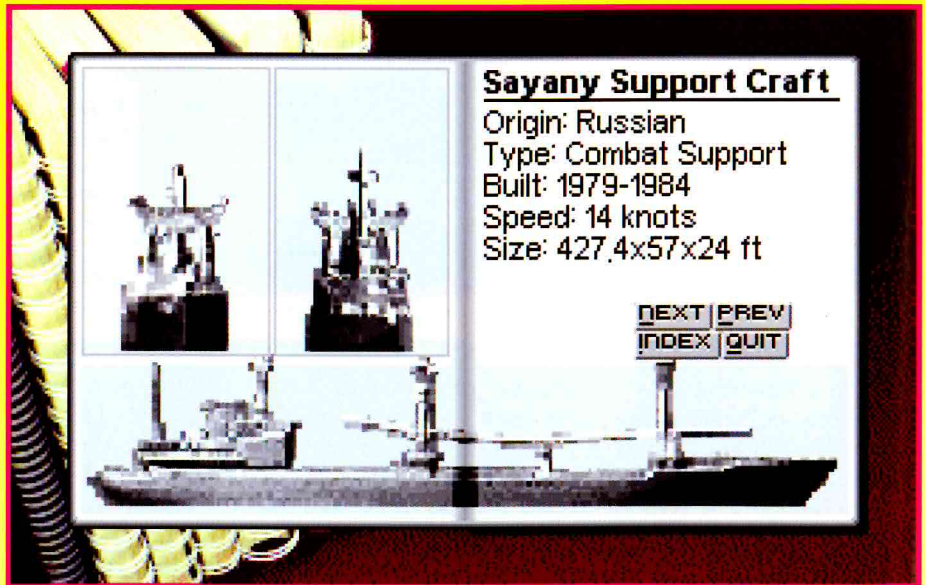 Sayany Support Craft
Origin: Russian
Type: Combat Support
Built: 1979-1984
Speed: 14 knots
Size: 427.4x57x24 ft
NEXT PREV
INDEX QUIT